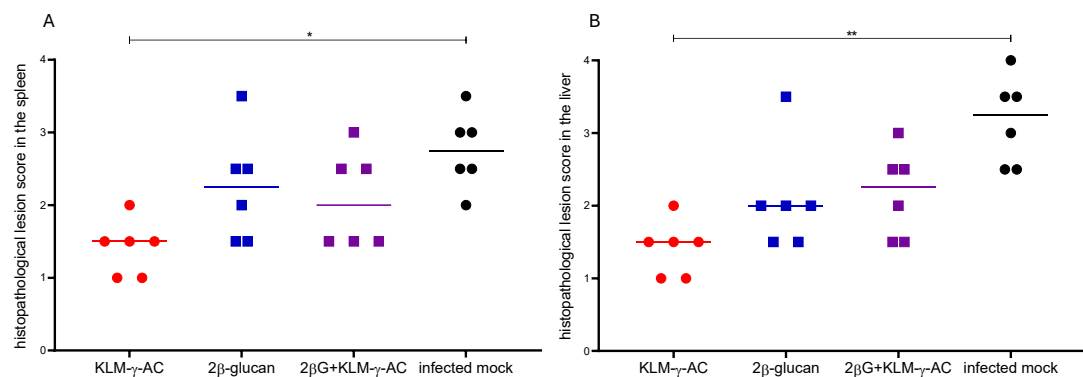 A
*
histopathological lesion score in the spleen
4
3
2
1
0
KLM-γ-AC 2β-glucan 2βG+KLM-γ-AC infected mock
B
**
histopathological lesion score in the liver
4
3
2
1
0
KLM-γ-AC 2β-glucan 2βG+KLM-γ-AC infected mock